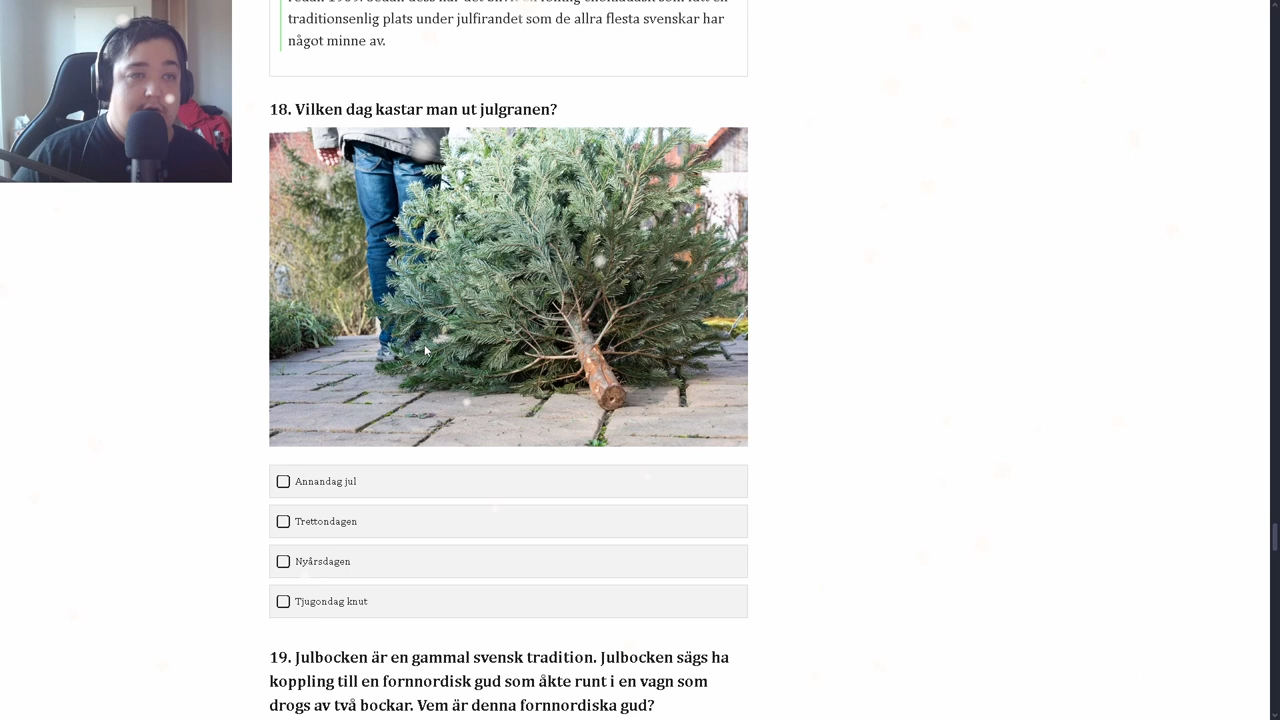 traditionsenlig plats under julfirandet som de allra flesta svenskar har
något minne av.
18. Vilken dag kastar man ut julgranen?
Annandag jul
Trettondagen
Nyårsdagen
Tjugondag knut
19. Julbocken är en gammal svensk tradition. Julbocken sägs ha
koppling till en fornnordisk gud som åkte runt i en vagn som
drogs av två bockar. Vem är denna fornnordiska gud?